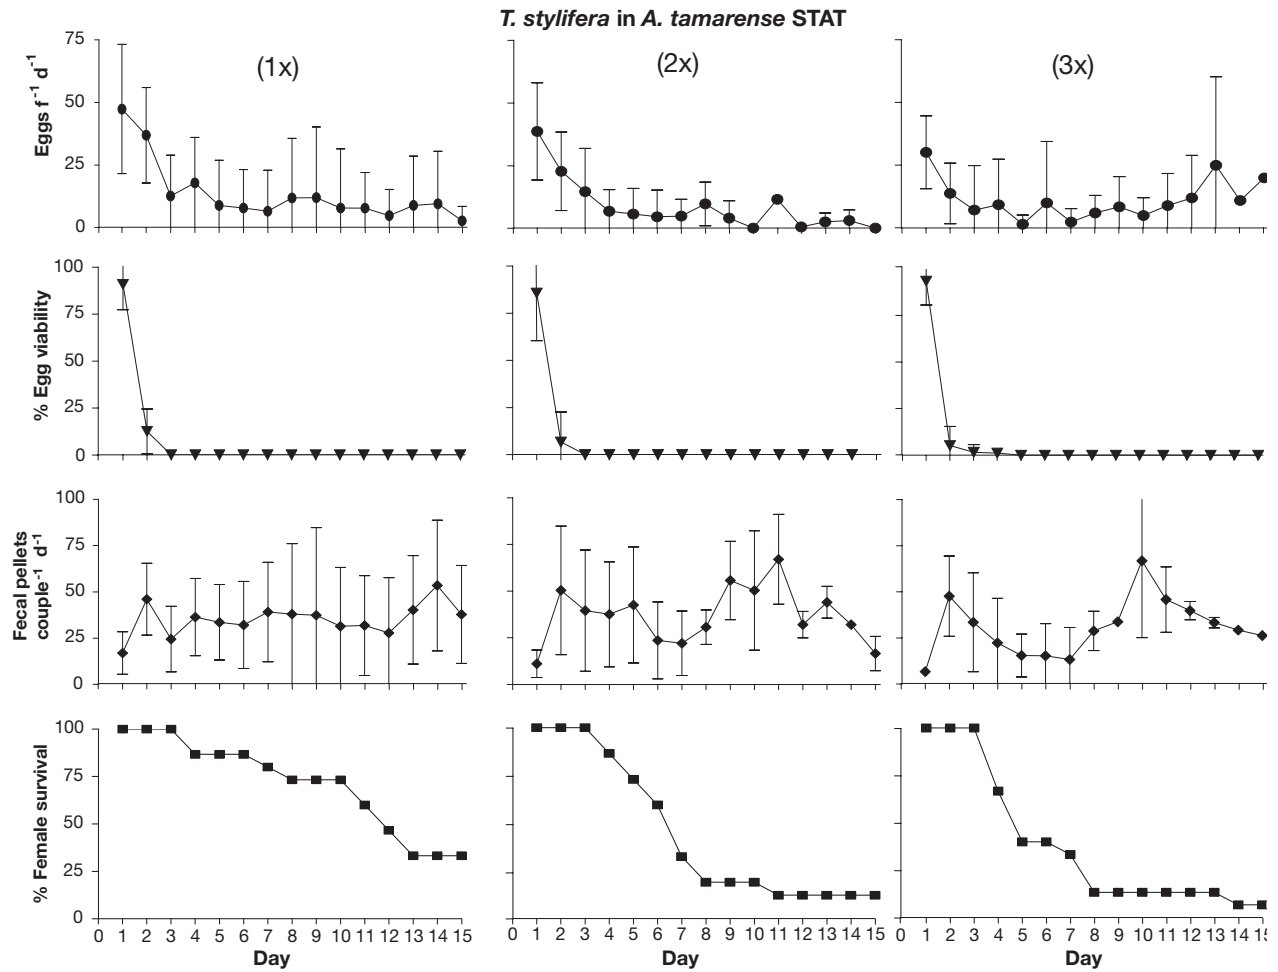 T. stylifera in A. tamarense STAT
(1x) (2x) (3x)
Eggs f⁻¹ d⁻¹
75
50
25
0
% Egg viability
100
75
50
25
0
Fecal pellets
couple⁻¹ d⁻¹
100
75
50
25
0
% Female survival
100
75
50
25
0
0 1 2 3 4 5 6 7 8 9 10 11 12 13 14 15
0 1 2 3 4 5 6 7 8 9 10 11 12 13 14 15
0 1 2 3 4 5 6 7 8 9 10 11 12 13 14 15
Day Day Day